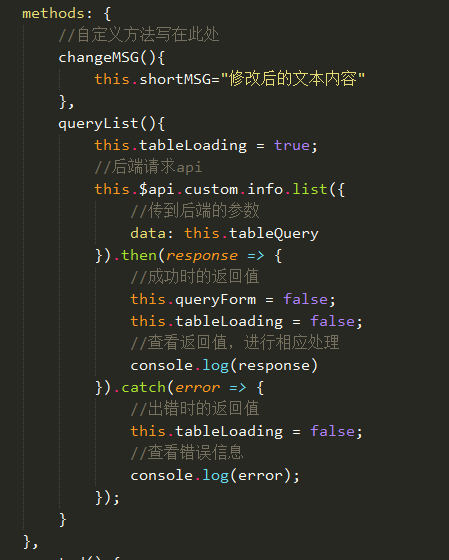 methods: {
//自定义方法写在此处
changeMSG(){
this.shortMSG="修改后的文本内容"
},
queryList(){
this.tableLoading = true;
//后端请求api
this.$api.custom.info.list({
//传到后端的参数
data: this.tableQuery
}).then(response => {
//成功时的返回值
this.queryForm = false;
this.tableLoading = false;
//查看返回值，进行相应处理
console.log(response)
}).catch(error => {
//出错时的返回值
this.tableLoading = false;
//查看错误信息
console.log(error);
});
}
},